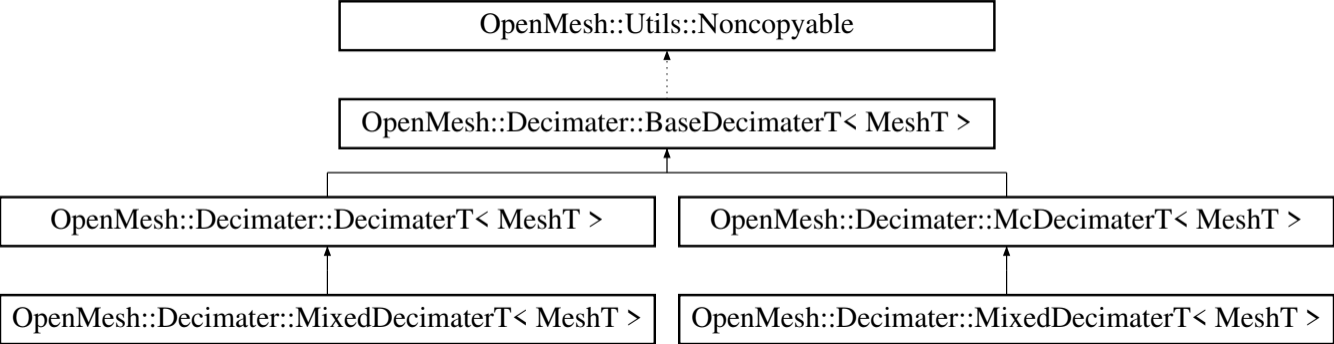 OpenMesh::Utils::Noncopyable
OpenMesh::Decimater::BaseDecimaterT< MeshT >
OpenMesh::Decimater::DecimaterT< MeshT >
OpenMesh::Decimater::McDecimaterT< MeshT >
OpenMesh::Decimater::MixedDecimaterT< MeshT >
OpenMesh::Decimater::MixedDecimaterT< MeshT >